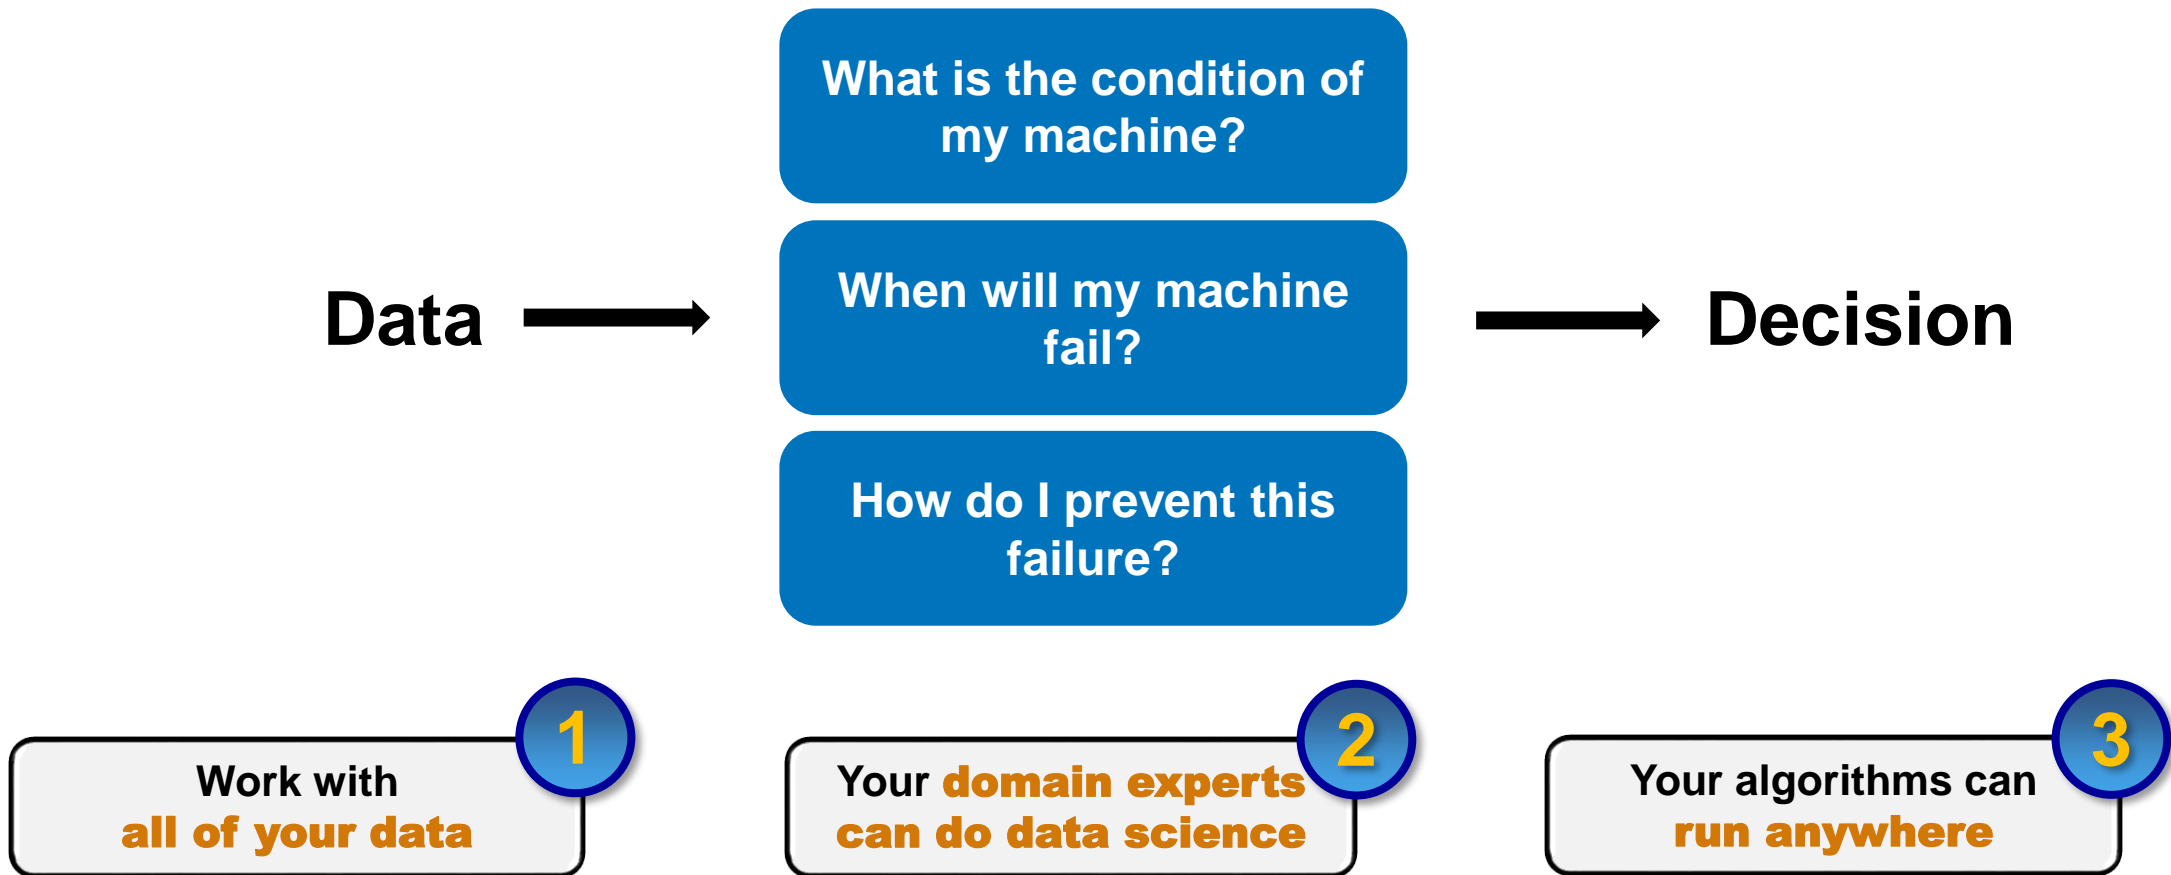 What is the condition of
my machine?
Data
When will my machine
fail?
Decision
How do I prevent this
failure?
1
Work with
all of your data
2
Your domain experts
can do data science
3
Your algorithms can
run anywhere